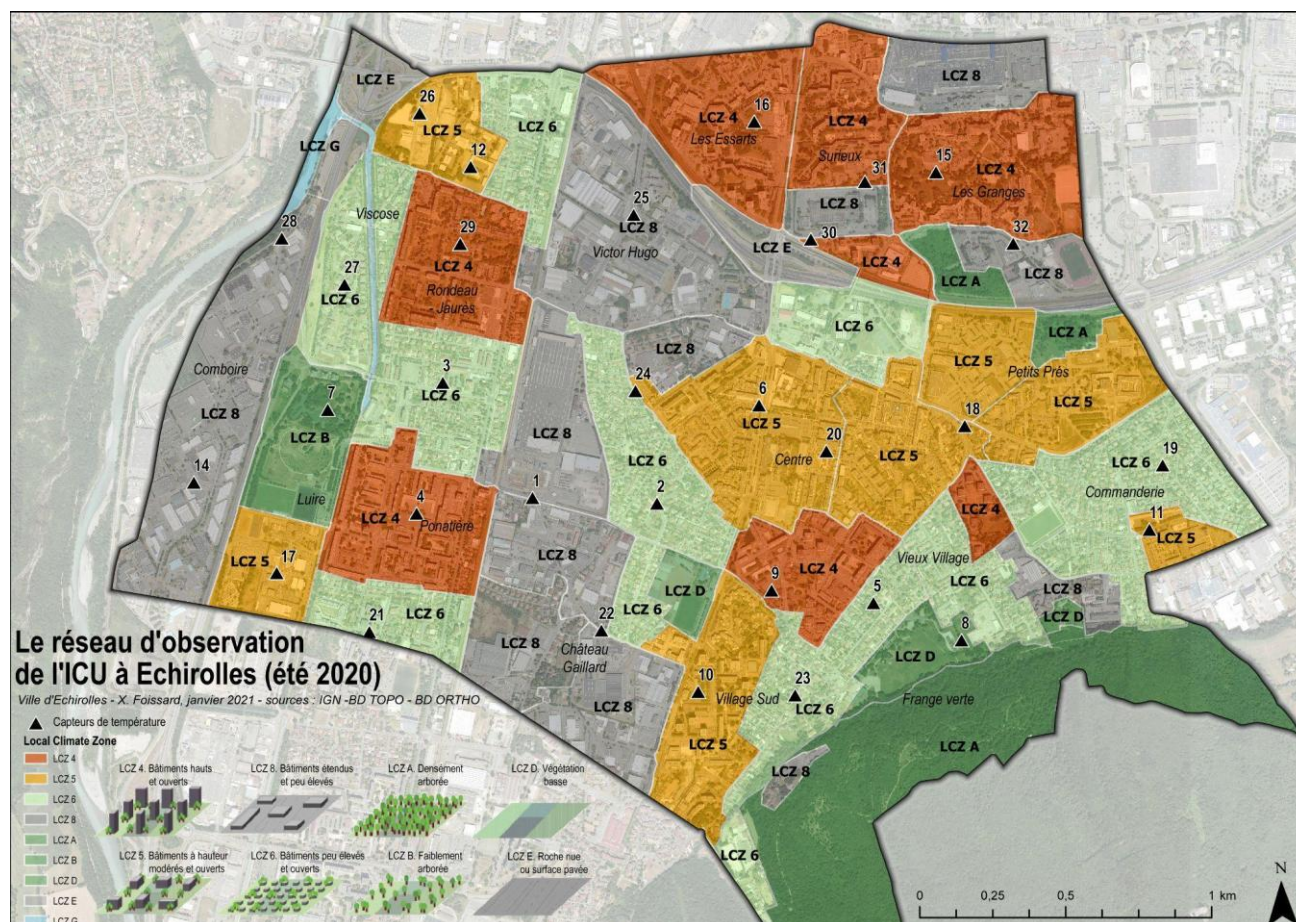 LCZ E
LCZ G
26
LCZ 5
12
LCZ 6
LCZ 4
Les Essarts
16
LCZ 4
Surieux
31
LCZ 8
15
LCZ 4
Les Granges
28
Viscose
27
LCZ 6
29
LCZ 4
Rondeau
- Jaures
25
LCZ 8
Victor Hugo
LCZ 8
LCZ E
30
LCZ 4
LCZ A
32
LCZ 8
Comboire
LCZ 8
14
7
LCZ B
Luire
3
LCZ 6
LCZ 8
LCZ 8
24
LCZ 6
2
LCZ 6
6
LCZ 5
20
Centre
LCZ 5
LCZ A
Petits Prés
LCZ 5
18
LCZ 5
19
LCZ 6
Commanderie
11
LCZ 5
LCZ 5
17
4
LCZ 4
Ponatière
1
LCZ 8
21
LCZ 6
22
Château
Gaillard
LCZ 8
LCZ 8
LCZ 6
LCZ D
9
LCZ 4
LCZ 4
Vieux Village
5
LCZ 6
8
LCZ D
LCZ 8
LCZ D
10
Village Sud
LCZ 5
23
LCZ 6
Frange verte
LCZ A
LCZ 8
LCZ 6
Le réseau d'observation
de l'ICU à Echirolles (été 2020)
Ville d'Echirolles - X. Foissard, janvier 2021 - sources : IGN -BD TOPO - BD ORTHO
Capteurs de température
Local Climate Zone
LCZ 4
LCZ 5
LCZ 6
LCZ 8
LCZ A
LCZ B
LCZ D
LCZ E
LCZ G
LCZ 4. Bâtiments hauts
et ouverts
LCZ 8. Bâtiments étendus
et peu élevés
LCZ A. Densément
arborée
LCZ D. Végétation
basse
LCZ 5. Bâtiments à hauteur
modérés et ouverts
LCZ 6. Bâtiments peu élevés
et ouverts
LCZ B. Faiblement
arborée
LCZ E. Roche nue
ou surface pavée
N
0 0,25 0,5 1 km